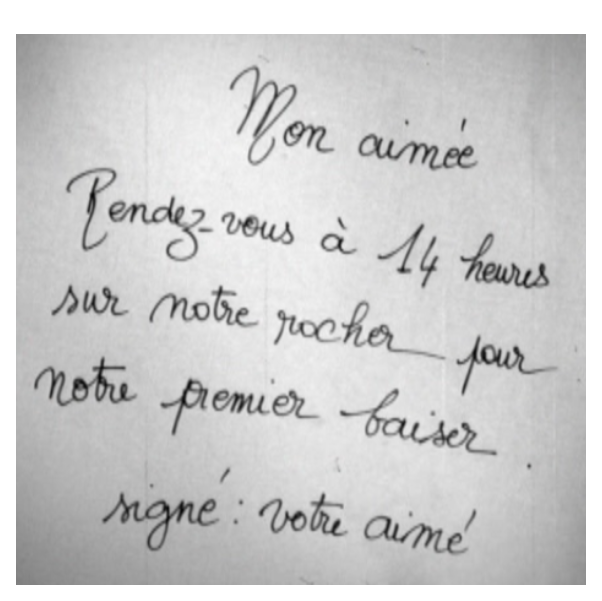 Mon aimée
Rendez-vous à 14 heures
sur notre rocher pour
notre premier baiser.
signé : votre aimé